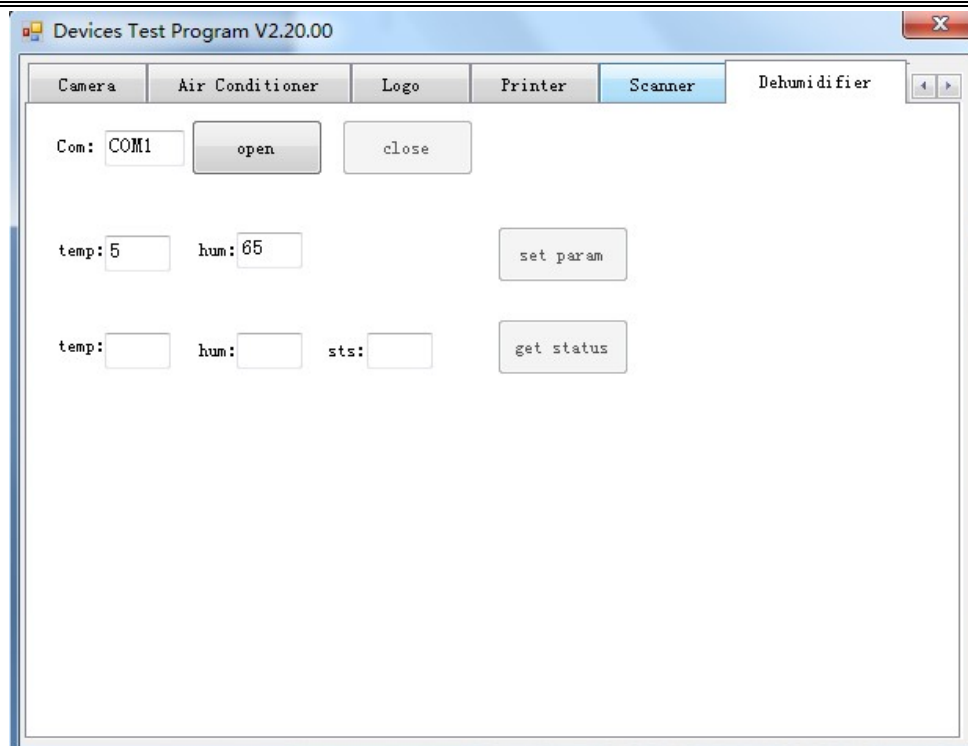 Devices Test Program V2.20.00
Camera Air Conditioner Logo Printer Scanner Dehumidifier
Com: COM1 open close
temp: 5 hum: 65 set param
temp: hum: sts: get status